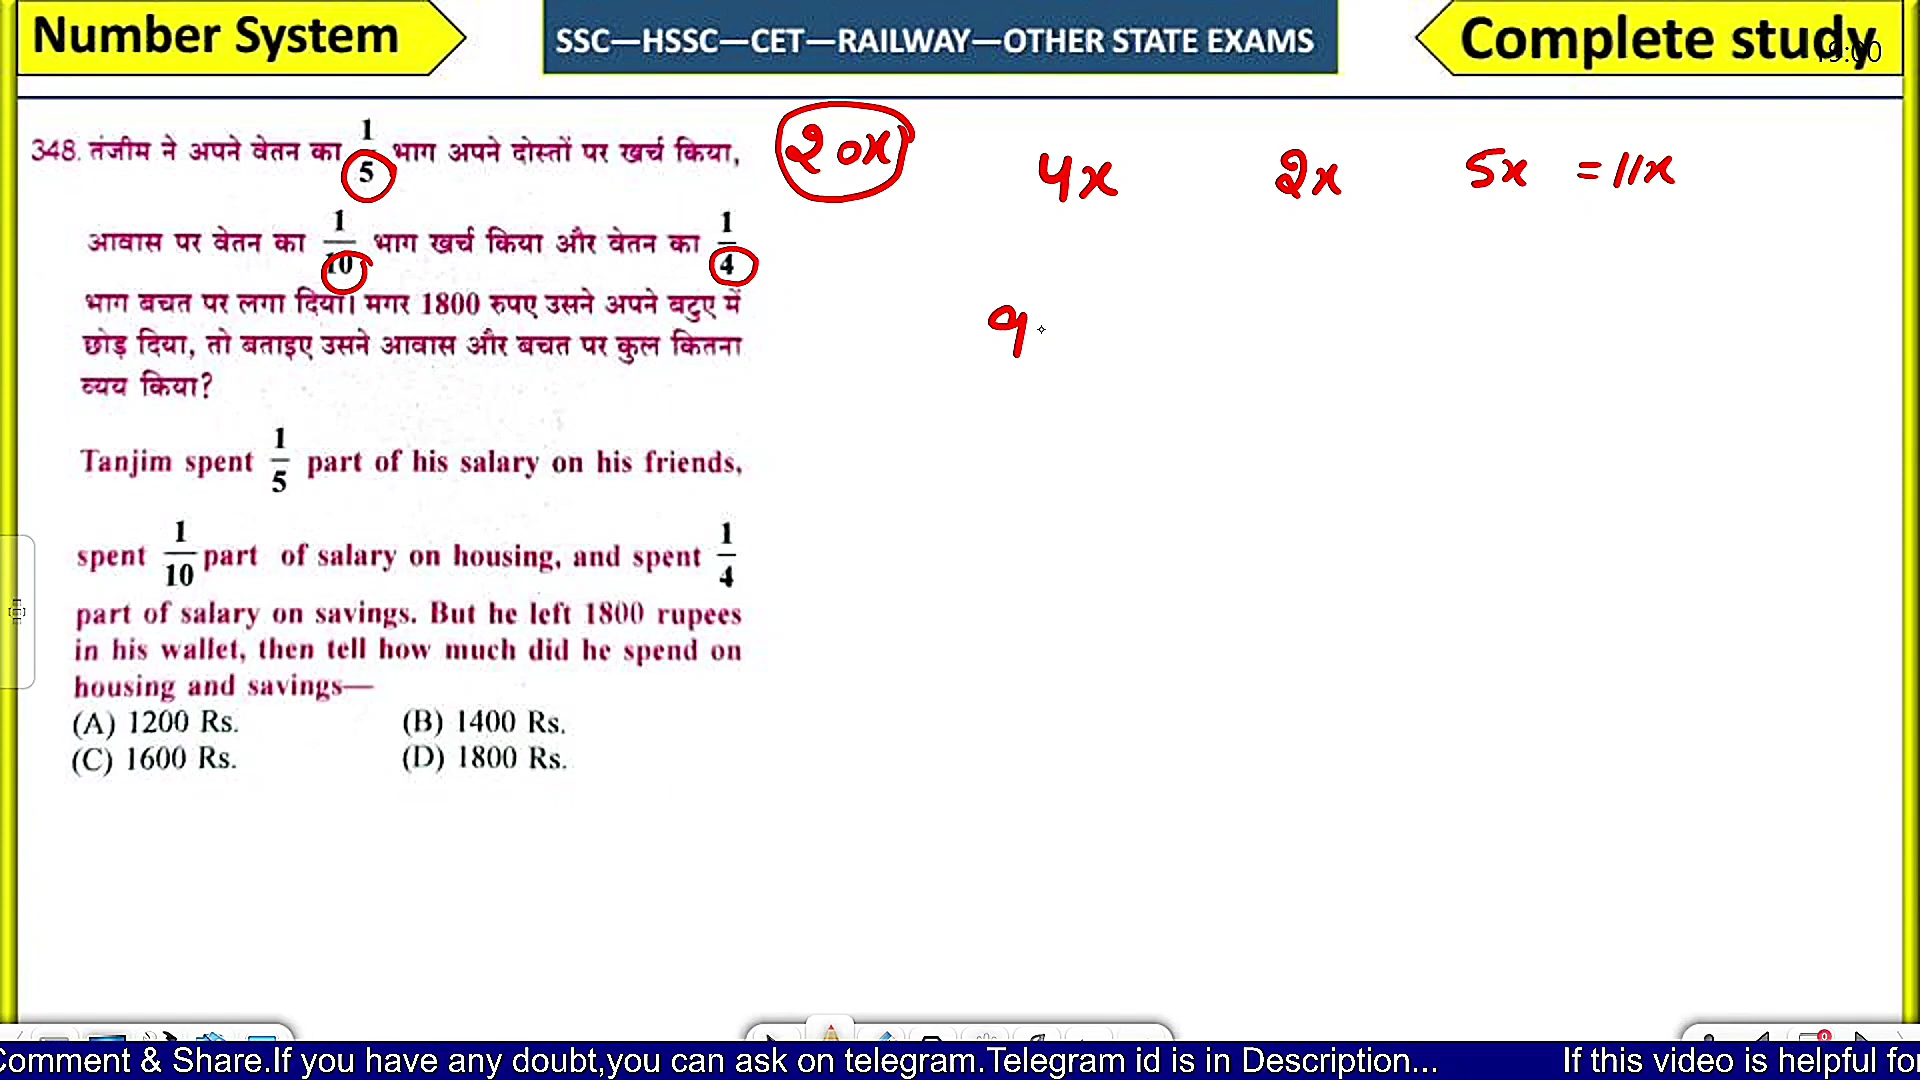 Number System
SSC—HSSC—CET—RAILWAY—OTHER STATE EXAMS
Complete study
348. तंजीम ने अपने वेतन का 1/5 भाग अपने दोस्तों पर खर्च किया,
आवास पर वेतन का 1/10 भाग खर्च किया और वेतन का 1/4
भाग बचत पर लगा दिया। मगर 1800 रुपए उसने अपने बटुए में
छोड़ दिया, तो बताइए उसने आवास और बचत पर कुल कितना
व्यय किया?
Tanjim spent 1/5 part of his salary on his friends,
spent 1/10 part of salary on housing, and spent 1/4
part of salary on savings. But he left 1800 rupees
in his wallet, then tell how much did he spend on
housing and savings—
(A) 1200 Rs. (B) 1400 Rs.
(C) 1600 Rs. (D) 1800 Rs.
20x 4x 2x 5x = 11x
9
Comment & Share.If you have any doubt,you can ask on telegram.Telegram id is in Description... If this video is helpful for